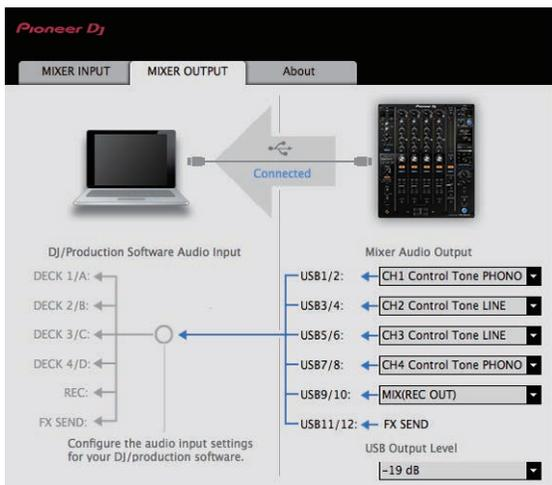 Pioneer Dj
MIXER INPUT
MIXER OUTPUT
About
Connected
DJ/Production Software Audio Input
DECK 1/A:
DECK 2/B:
DECK 3/C:
DECK 4/D:
REC:
FX SEND:
Configure the audio input settings
for your DJ/production software.
Mixer Audio Output
USB1/2: CH1 Control Tone PHONO
USB3/4: CH2 Control Tone LINE
USB5/6: CH3 Control Tone LINE
USB7/8: CH4 Control Tone PHONO
USB9/10: MIX(REC OUT)
USB11/12: FX SEND
USB Output Level
-19 dB